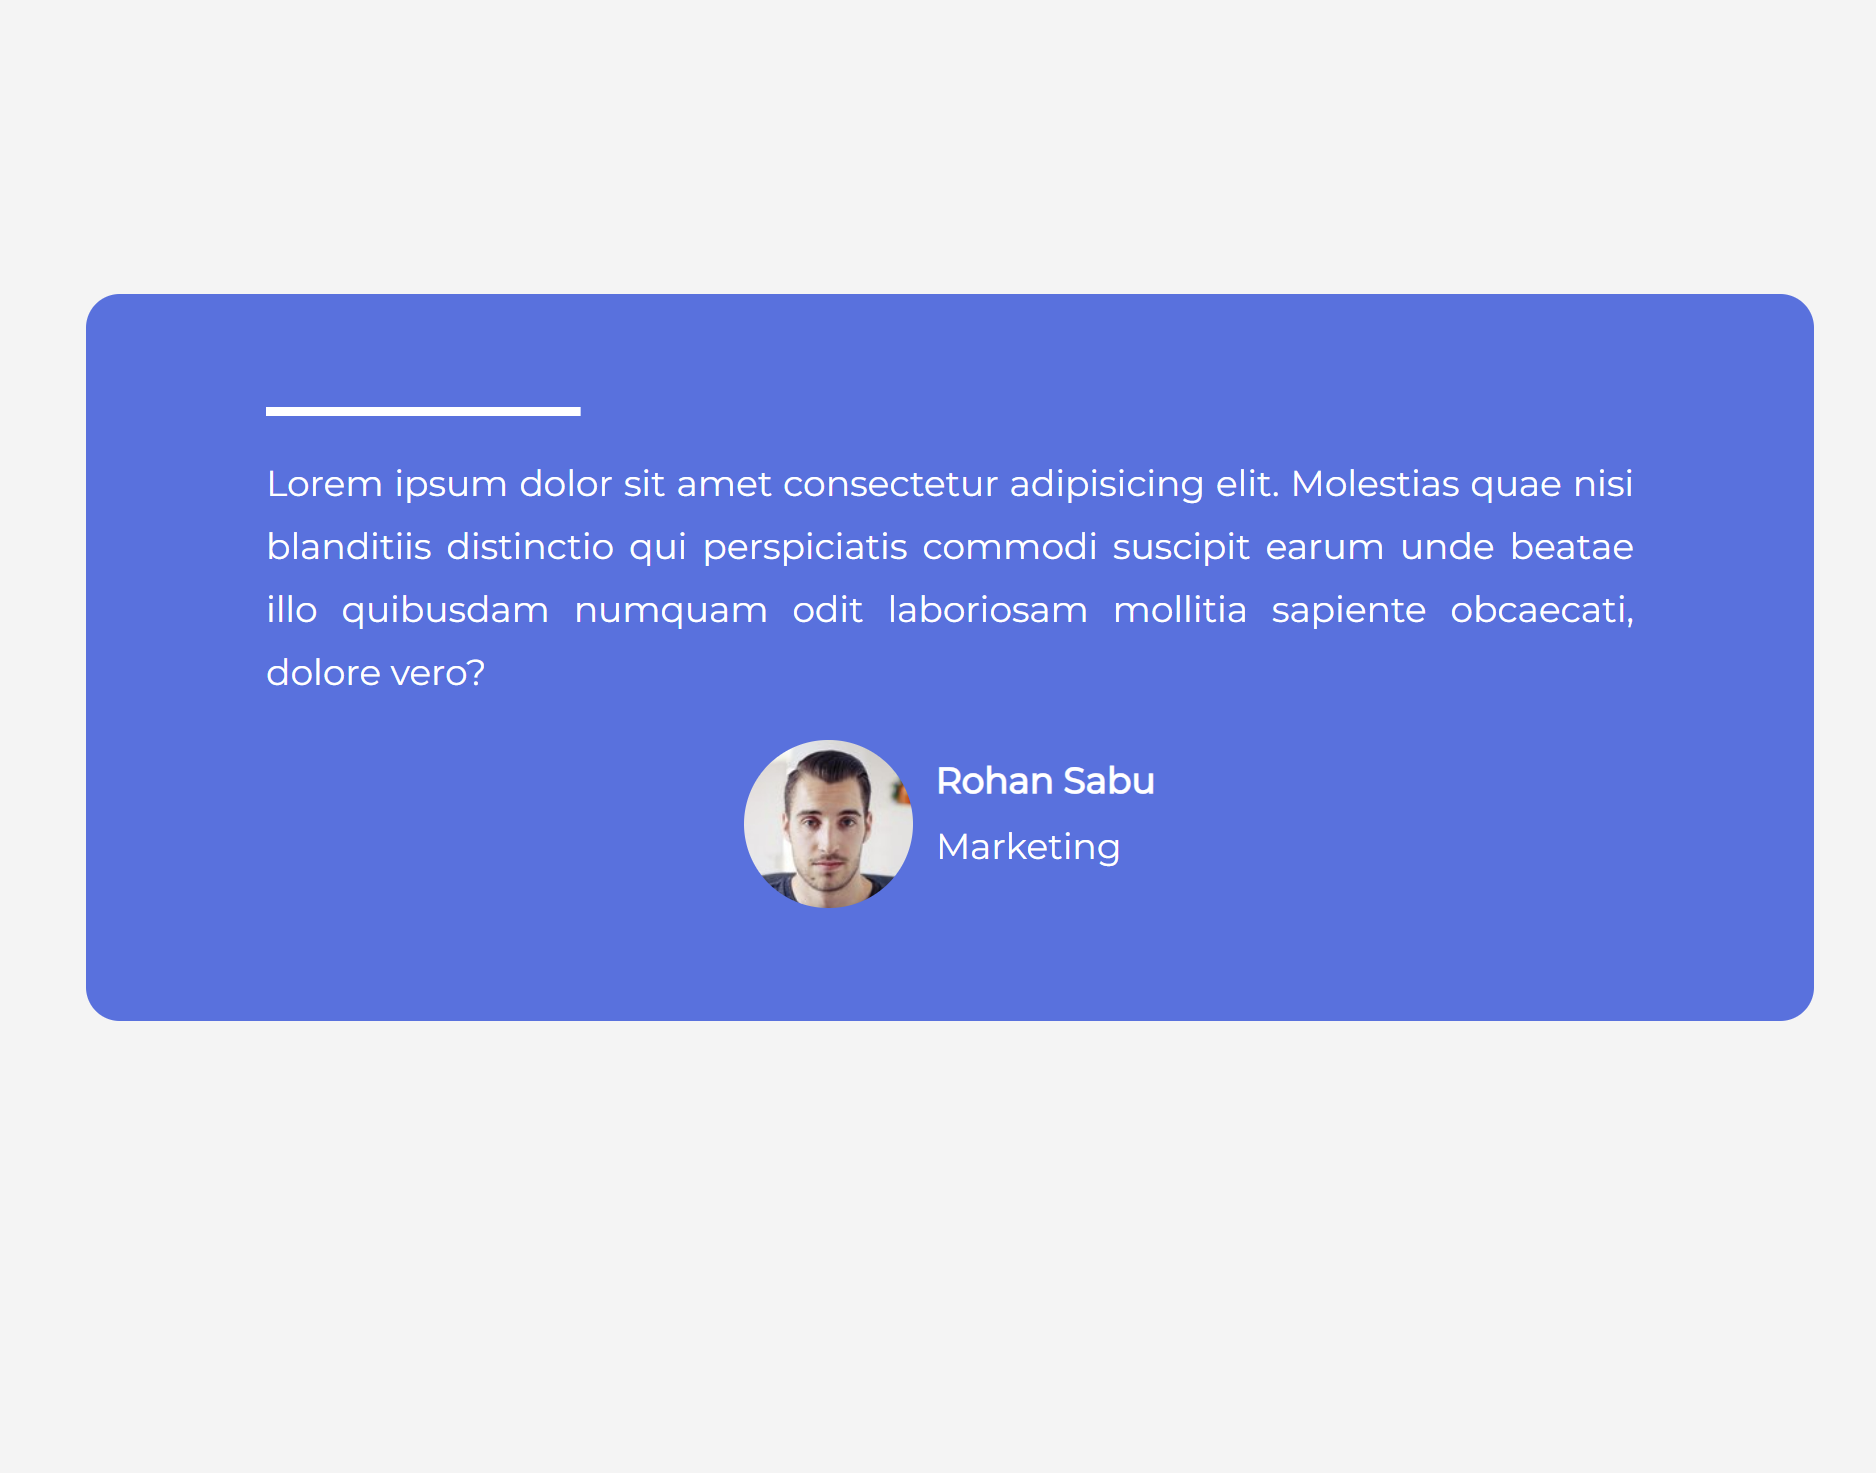 Lorem ipsum dolor sit amet consectetur adipisicing elit. Molestias quae nisi
blanditiis distinctio qui perspiciatis commodi suscipit earum unde beatae
illo quibusdam numquam odit laboriosam mollitia sapiente obcaecati,
dolore vero?
Rohan Sabu
Marketing